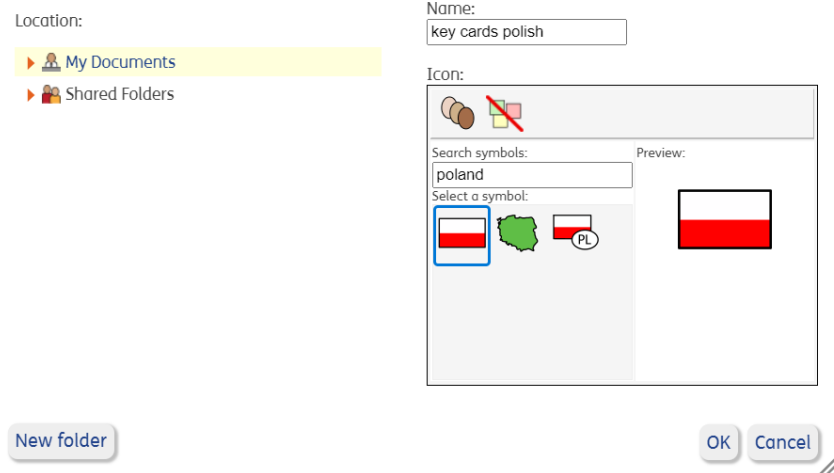 Location:
My Documents
Shared Folders
Name:
key cards polish
Icon:
Search symbols:
poland
Select a symbol:
PL
Preview:
New folder
OK
Cancel